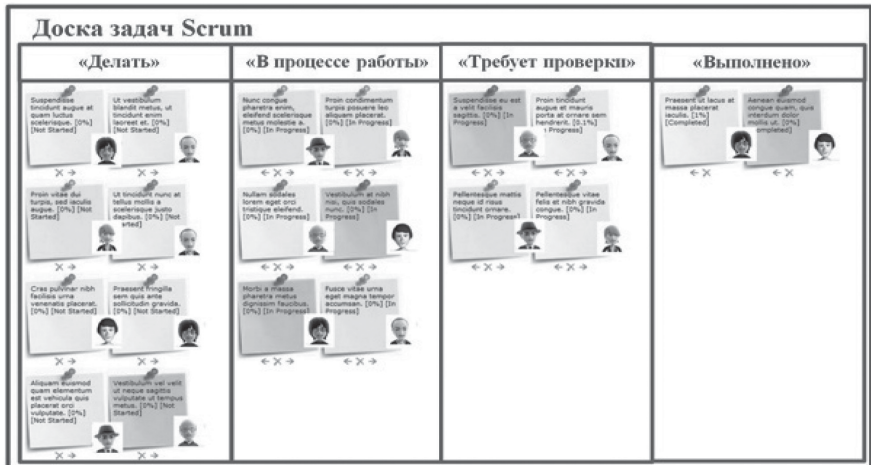 Доска задач Scrum
«Делать»
«В процессе работы»
«Требует проверки»
«Выполнено»
Suspendisse
tincidunt augue at
quam luctus
scelerisque. [0%]
[Not Started]
Ut vestibulum
blandit metus, ut
tincidunt enim
laoreet et. [0%]
[Not Started]
Proin vitae dui
turpis, sed iaculis
augue. [0%] [Not
Started]
Ut tincidunt nunc at
tellus mollis a
scelerisque justo
dapibus. [0%] [Not
Started]
Cras pulvinar nibh
facilisis urna
venenatis placerat.
[0%] [Not Started]
Praesent fringilla
sem quis ante
sollicitudin gravida.
[0%] [Not Started]
Aliquam euismod
quam elementum
est vehicula quis
placerat orci
vulputate. [0%]
[Not Started]
Vestibulum vel velit
ut neque sagittis
vulputate ut tempus
metus. [0%] [Not
Started]
Nunc congue
pharetra enim,
eleifend scelerisque
metus molestie a.
[0%] [In Progress]
Proin condimentum
turpis posuere leo
aliquam placerat.
[0%] [In Progress]
Nullam sodales
lorem eget orci
tristique eleifend.
[0%] [In Progress]
Vestibulum at nibh
nisi, quis sodales
nunc. [0%] [In
Progress]
Morbi a massa
pharetra metus
dignissim faucibus.
[0%] [In Progress]
Fusce vitae urna
eget magna tempor
accumsan. [0%] [In
Progress]
Suspendisse eu est
a velit facilisis
sagittis. [0%] [In
Progress]
Proin tincidunt
augue et mauris
porta at ornare sem
hendrerit. [0,1%]
Progress]
Pellentesque mattis
neque id risus
tincidunt ornare.
[0%] [In Progress]
Pellentesque vitae
felis et nibh gravida
congue. [0%] [In
Progress]
Praesent ut lacus at
massa placerat
iaculis. [1%]
[Completed]
Aenean euismod
congue quam, quis
interdum dolor
mollis ut. [0%]